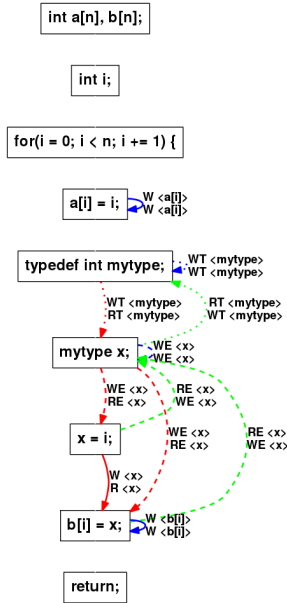 int a[n], b[n];
int i;
for(i = 0; i < n; i += 1) {
a[i] = i;
W <a[i]>
W <a[i]>
typedef int mytype;
WT <mytype>
WT <mytype>
WT <mytype>
RT <mytype>
RT <mytype>
WT <mytype>
mytype x;
WE <x>
WE <x>
WE <x>
RE <x>
RE <x>
WE <x>
x = i;
WE <x>
RE <x>
RE <x>
WE <x>
W <x>
R <x>
b[i] = x;
W <b[i]>
W <b[i]>
return;